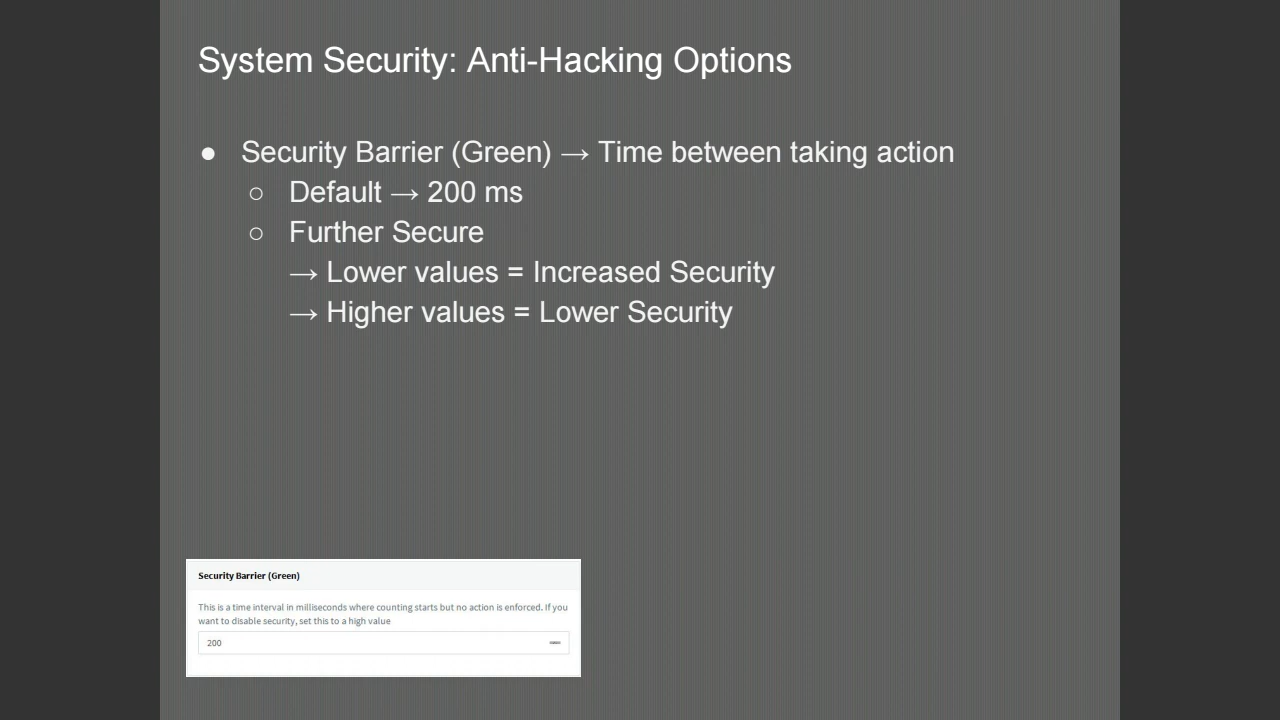 System Security: Anti-Hacking Options
● Security Barrier (Green) → Time between taking action
○ Default → 200 ms
○ Further Secure
→ Lower values = Increased Security
→ Higher values = Lower Security
Security Barrier (Green)
This is a time interval in milliseconds where counting starts but no action is enforced. If you
want to disable security, set this to a high value
200